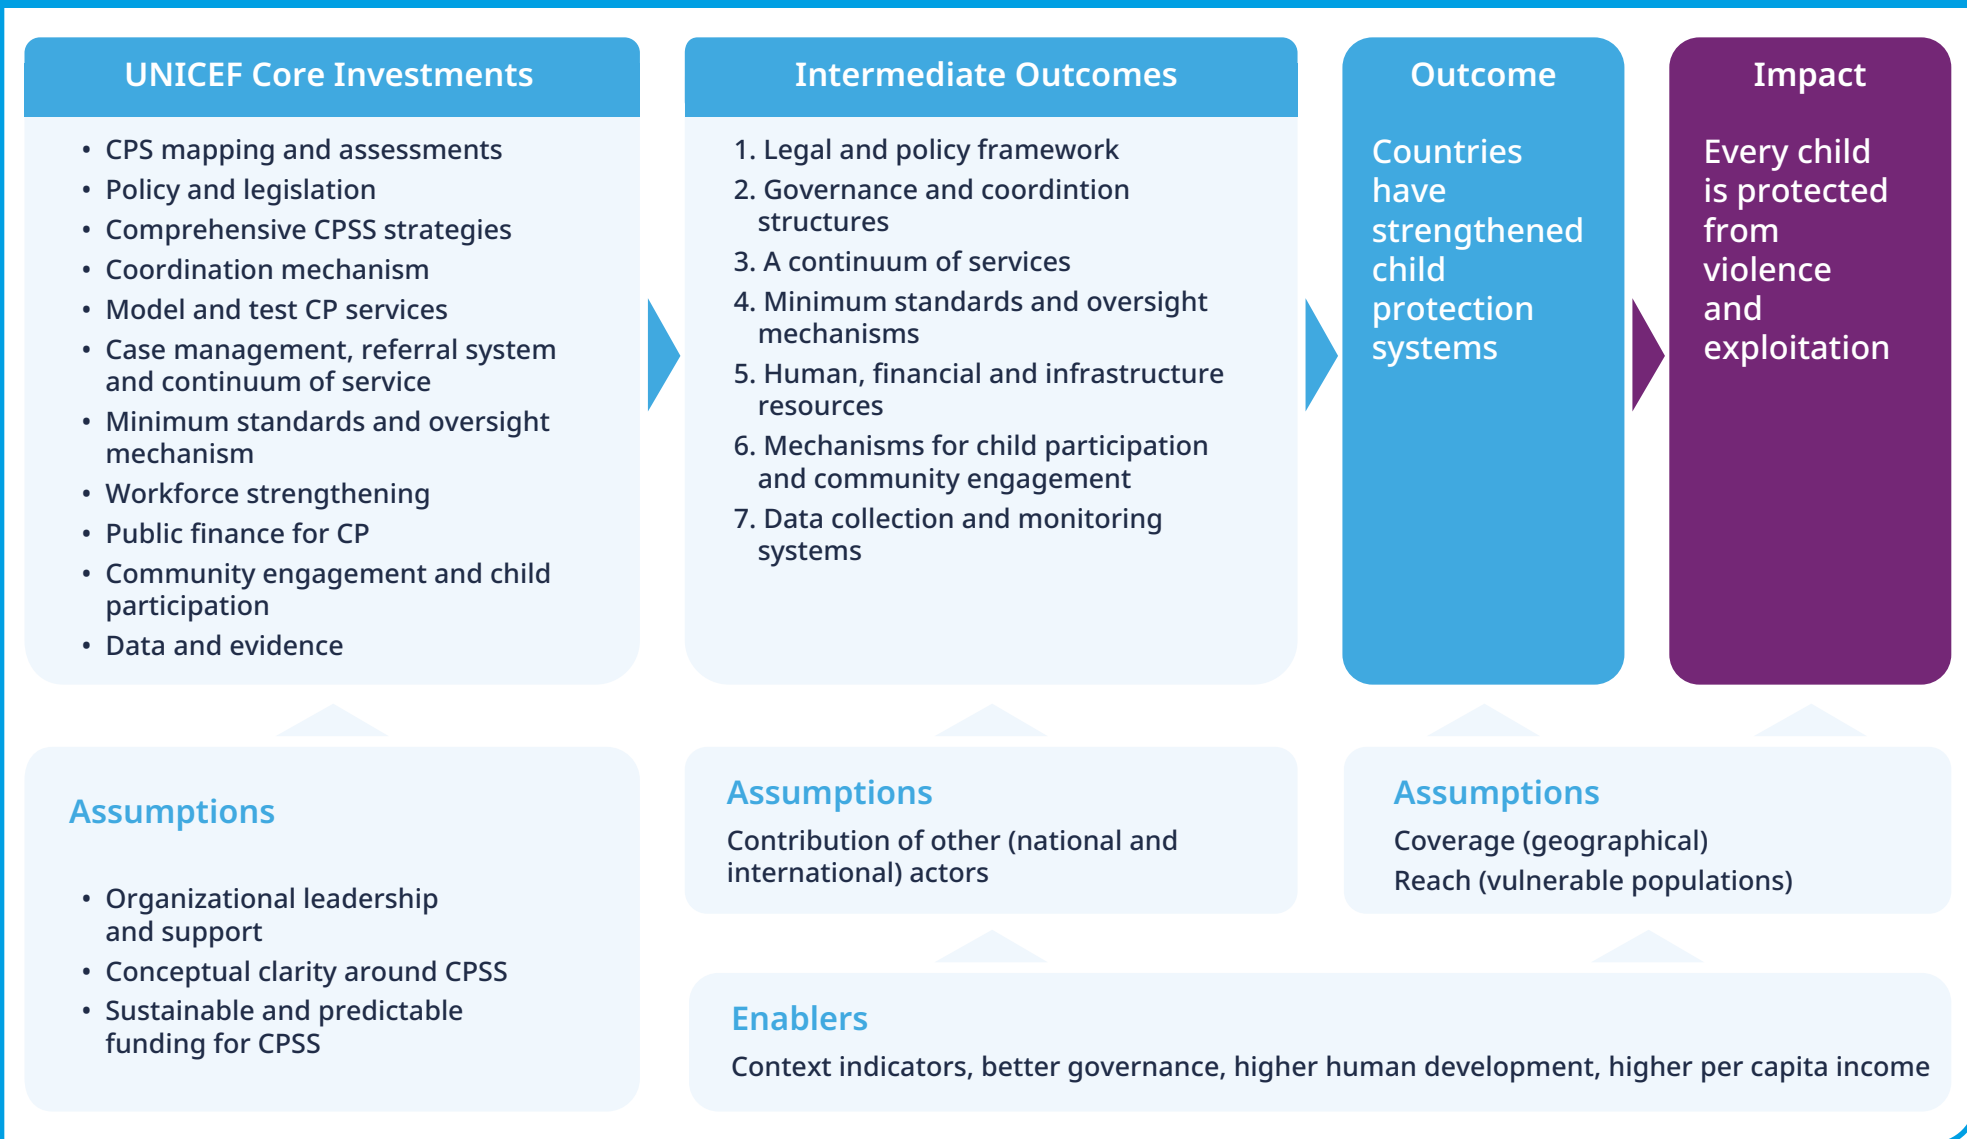 UNICEF Core Investments
• CPS mapping and assessments
• Policy and legislation
• Comprehensive CPSS strategies
• Coordination mechanism
• Model and test CP services
• Case management, referral system
and continuum of service
• Minimum standards and oversight
mechanism
• Workforce strengthening
• Public finance for CP
• Community engagement and child
participation
• Data and evidence
Intermediate Outcomes
1. Legal and policy framework
2. Governance and coordintion
structures
3. A continuum of services
4. Minimum standards and oversight
mechanisms
5. Human, financial and infrastructure
resources
6. Mechanisms for child participation
and community engagement
7. Data collection and monitoring
systems
Outcome
Countries
have
strengthened
child
protection
systems
Impact
Every child
is protected
from
violence
and
exploitation
Assumptions
• Organizational leadership
and support
• Conceptual clarity around CPSS
• Sustainable and predictable
funding for CPSS
Assumptions
Contribution of other (national and
international) actors
Assumptions
Coverage (geographical)
Reach (vulnerable populations)
Enablers
Context indicators, better governance, higher human development, higher per capita income